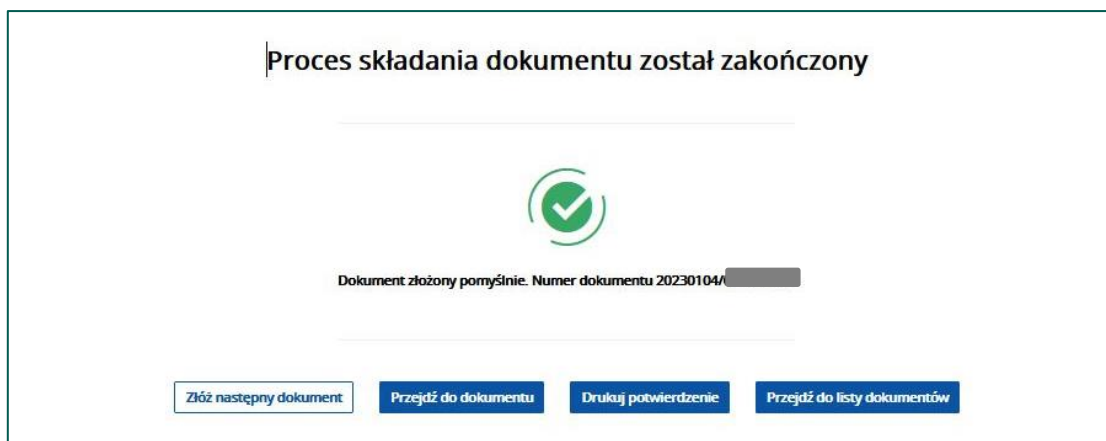 Proces składania dokumentu został zakończony
Dokument złożony pomyślnie. Numer dokumentu 20230104/
Złóż następny dokument
Przejdź do dokumentu
Drukuj potwierdzenie
Przejdź do listy dokumentów